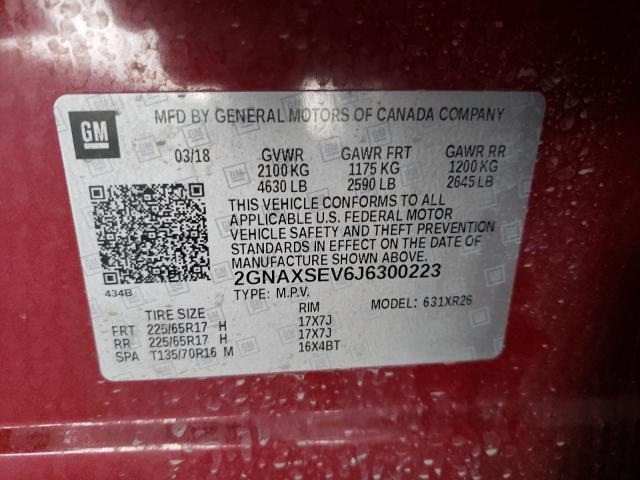 MFD BY GENERAL MOTORS OF CANADA COMPANY
GM
03/18 GVWR GAWR FRT GAWR RR
2100 KG 1175 KG 1200 KG
4630 LB 2590 LB 2645 LB
THIS VEHICLE CONFORMS TO ALL
APPLICABLE U.S. FEDERAL MOTOR
VEHICLE SAFETY AND THEFT PREVENTION
STANDARDS IN EFFECT ON THE DATE OF
MANUFACTURE SHOWN ABOVE.
2GNAXSEV6J6300223
434B TYPE: M.P.V. MODEL: 631XR26
TIRE SIZE RIM
FRT 225/65R17 H 17X7J
RR 225/65R17 H 17X7J
SPA T135/70R16 M 16X4BT